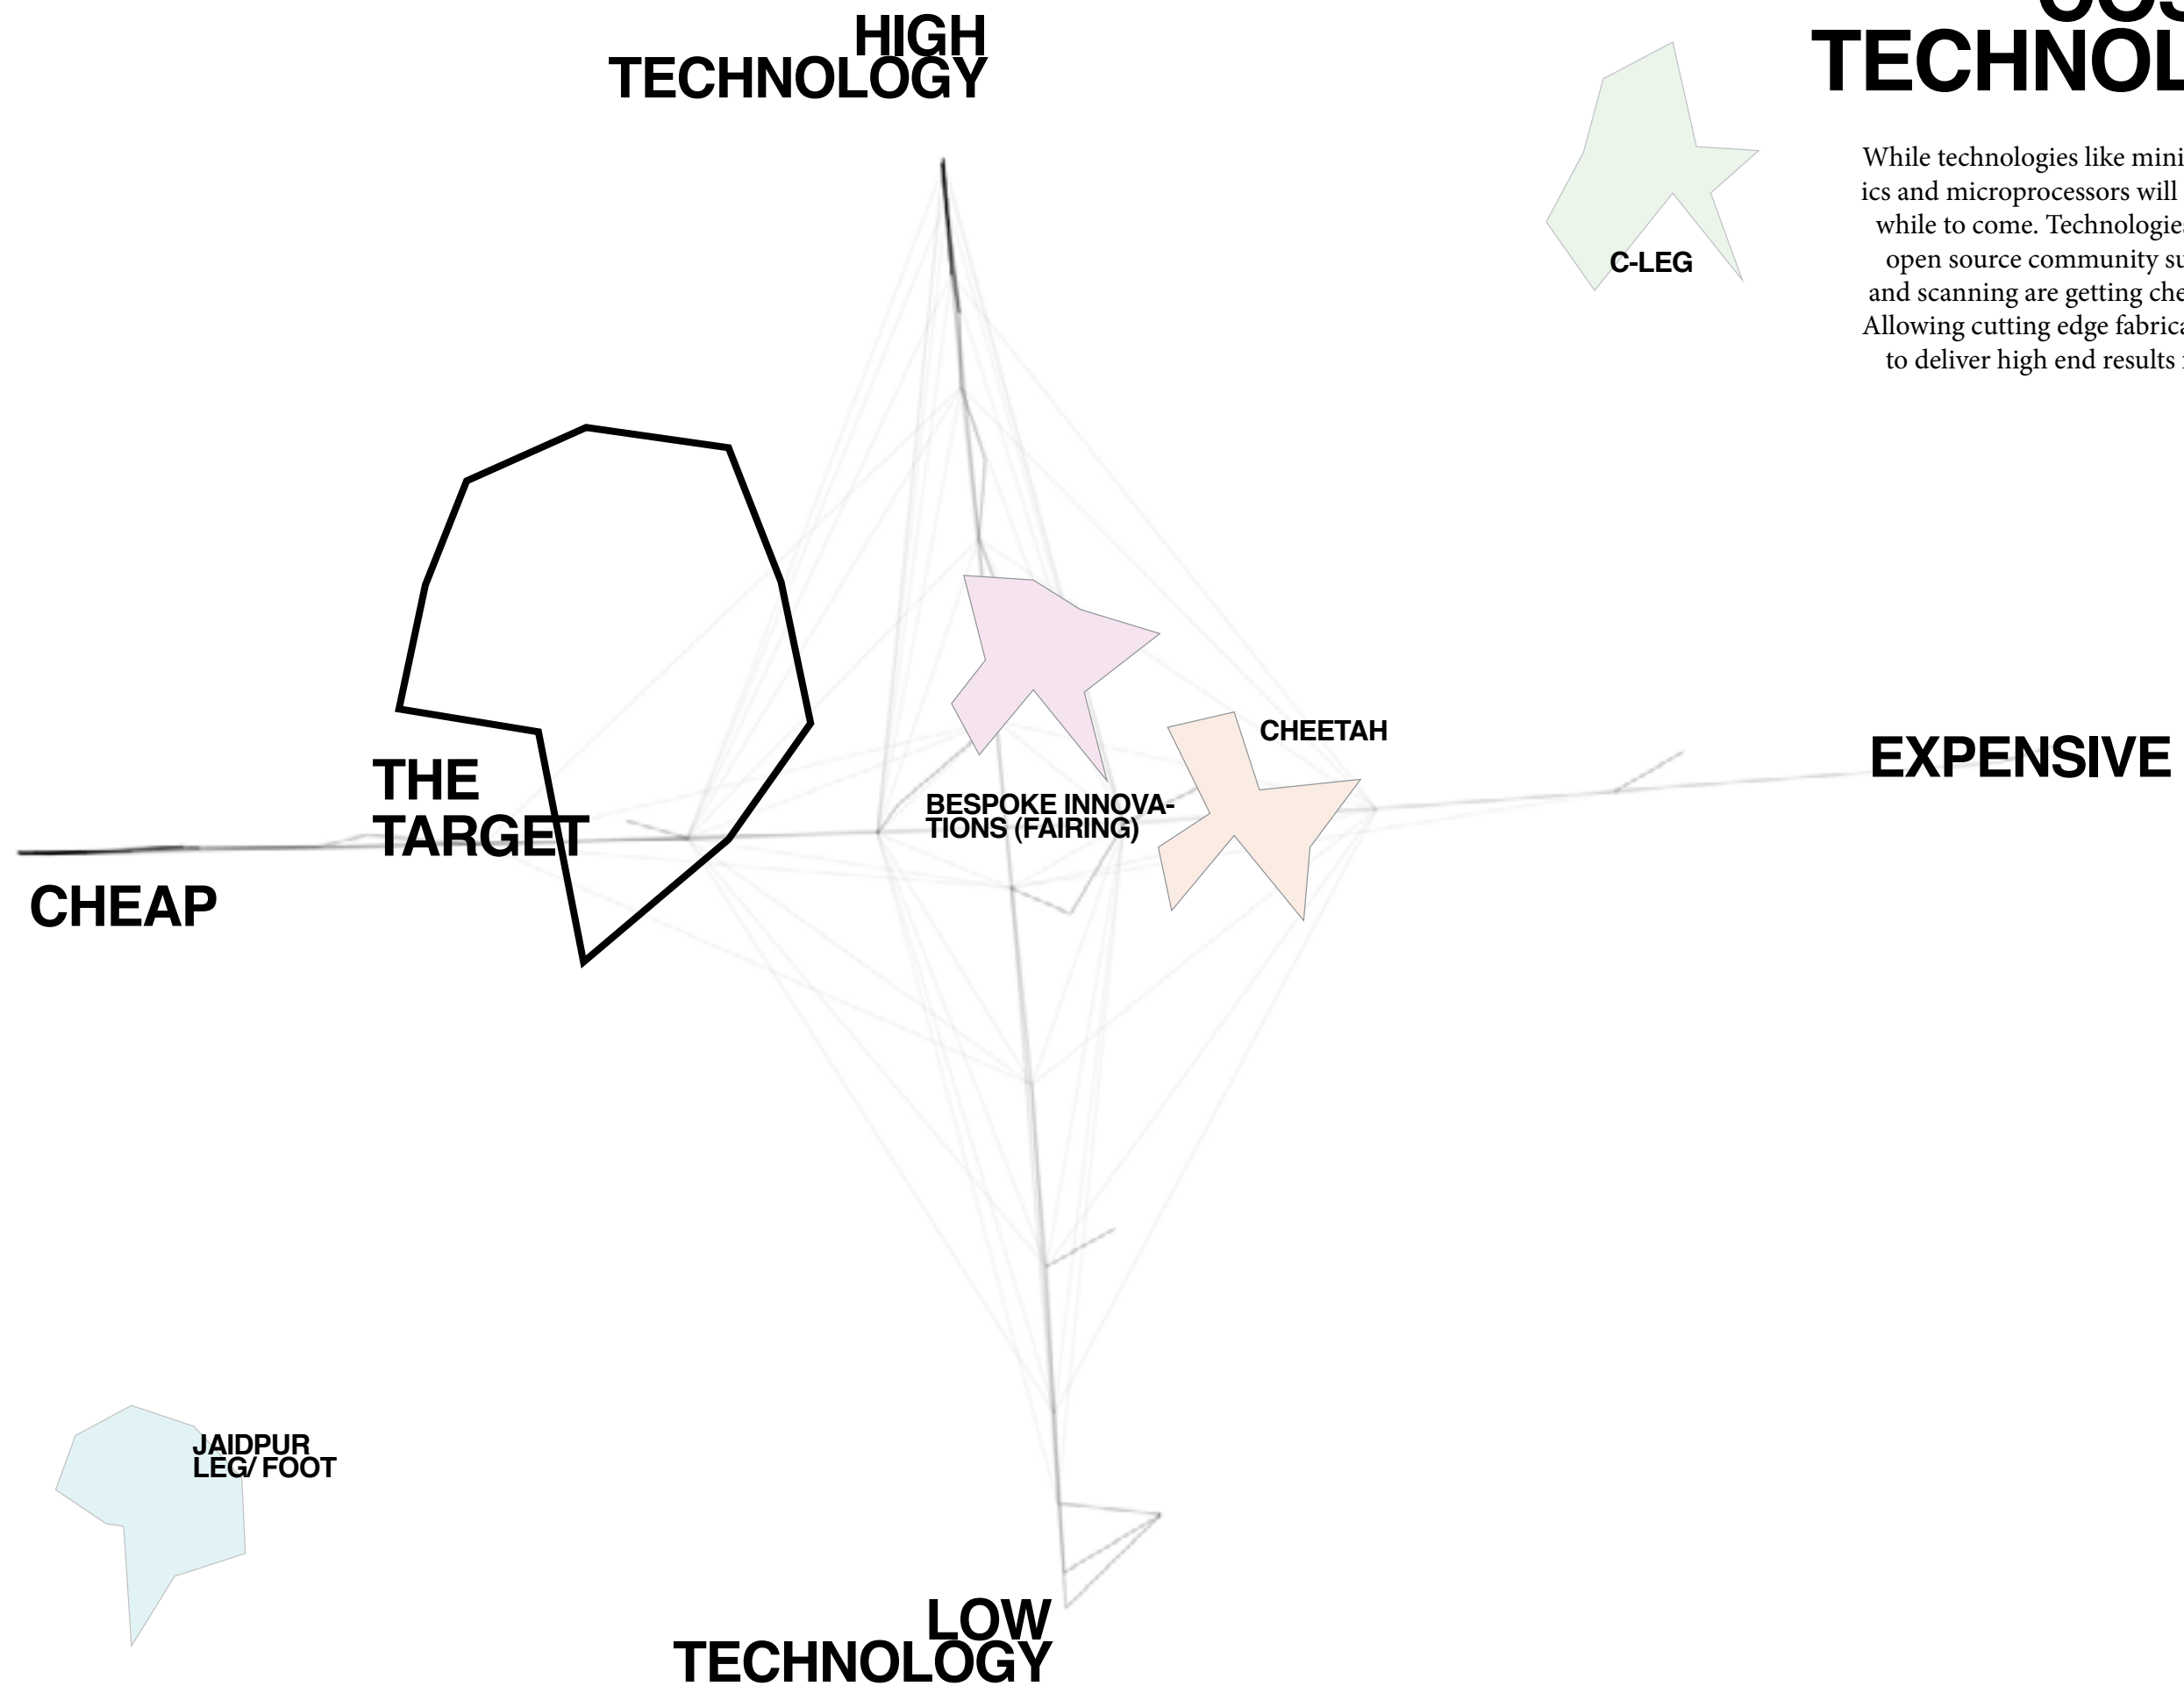 HIGH
TECHNOLOGY
TECHNOL
While technologies like mini
ics and microprocessors will
while to come. Technologies
open source community su
and scanning are getting che
Allowing cutting edge fabrica
to deliver high end results
C-LEG
CHEETAH
EXPENSIVE
THE
TARGET
BESPOKE INNOVA-
TIONS (FAIRING)
CHEAP
JAIDPUR
LEG/ FOOT
LOW
TECHNOLOGY